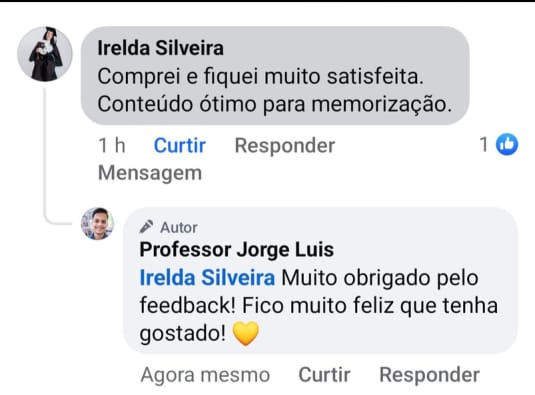 Irelda Silveira
Comprei e fiquei muito satisfeita.
Conteúdo ótimo para memorização.
1 h Curtir Responder 1
Mensagem
Autor
Professor Jorge Luis
Irelda Silveira Muito obrigado pelo
feedback! Fico muito feliz que tenha
gostado! 💛
Agora mesmo Curtir Responder